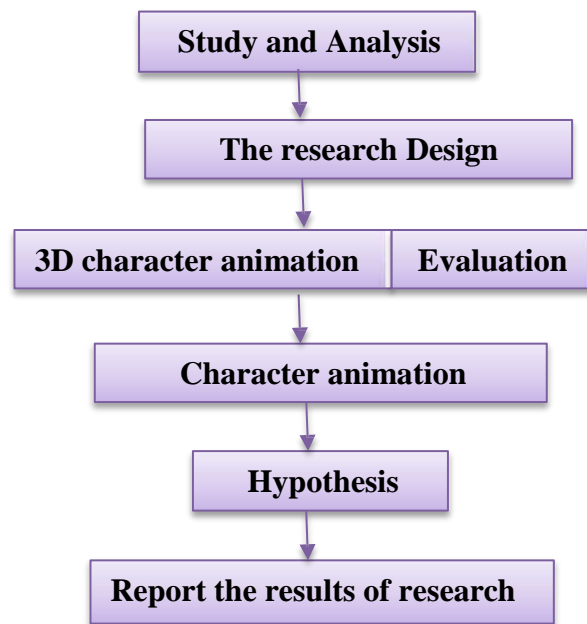 Study and Analysis
The research Design
3D character animation
Evaluation
Character animation
Hypothesis
Report the results of research